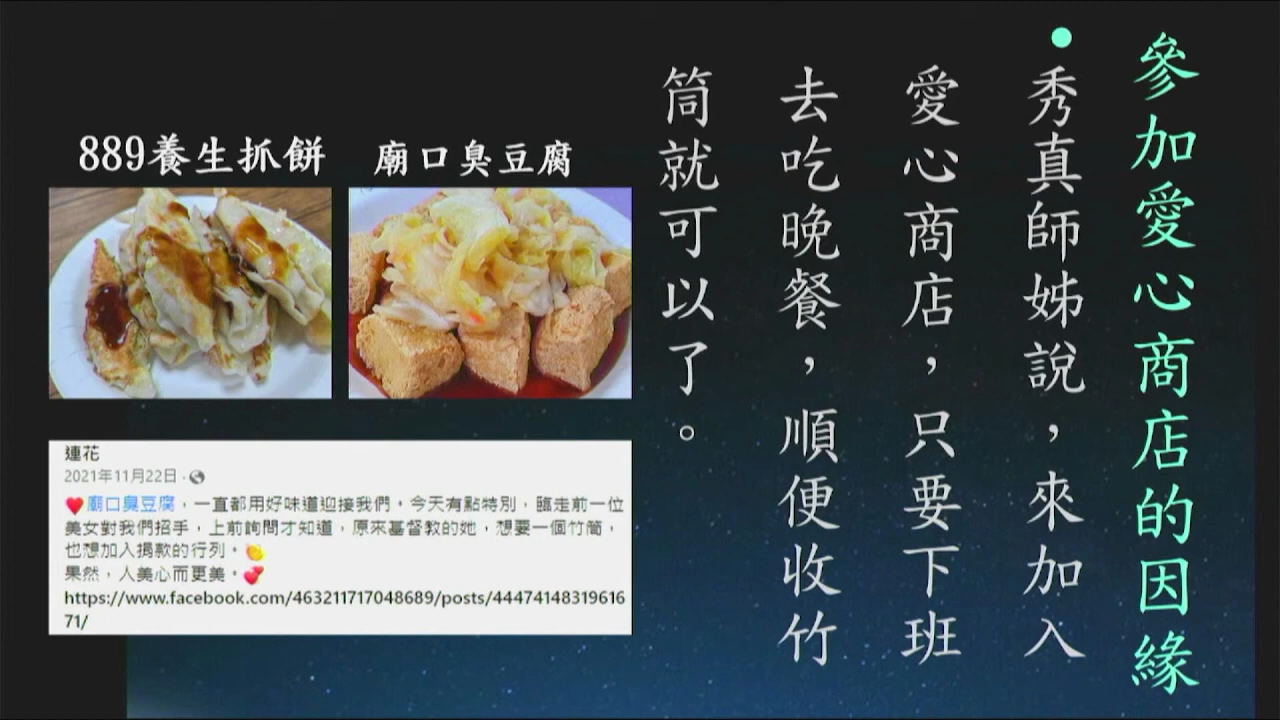 參加愛心商店的因緣
•秀真師姊說，來加入
愛心商店，只要下班
去吃晚餐，順便收竹
筒就可以了。
889養生抓餅
廟口臭豆腐
連花
2021年11月22日 ·
❤️廟口臭豆腐，一直都用好味道迎接我們。今天有點特別，臨走前一位
美女對我們招手，上前詢問才知道，原來基督教的她，想要一個竹筒，
也想加入捐款的行列。👏
果然，人美心而更美。💕
https://www.facebook.com/463211717048689/posts/44474148319616
71/